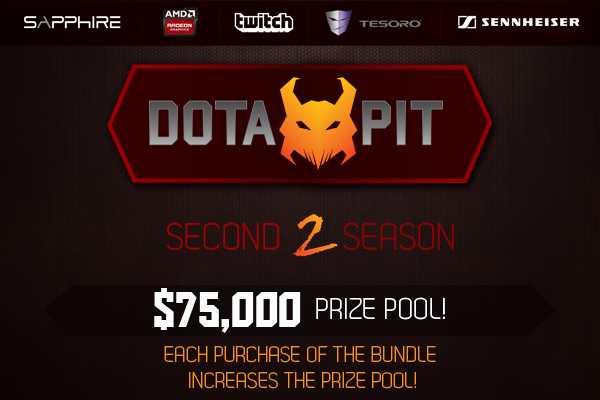 SAPPHIRE AMD RADEON GRAPHICS twitch TESORO SENNHEISER
DOTA PIT
SECOND 2 SEASON
$75,000 PRIZE POOL!
EACH PURCHASE OF THE BUNDLE
INCREASES THE PRIZE POOL!